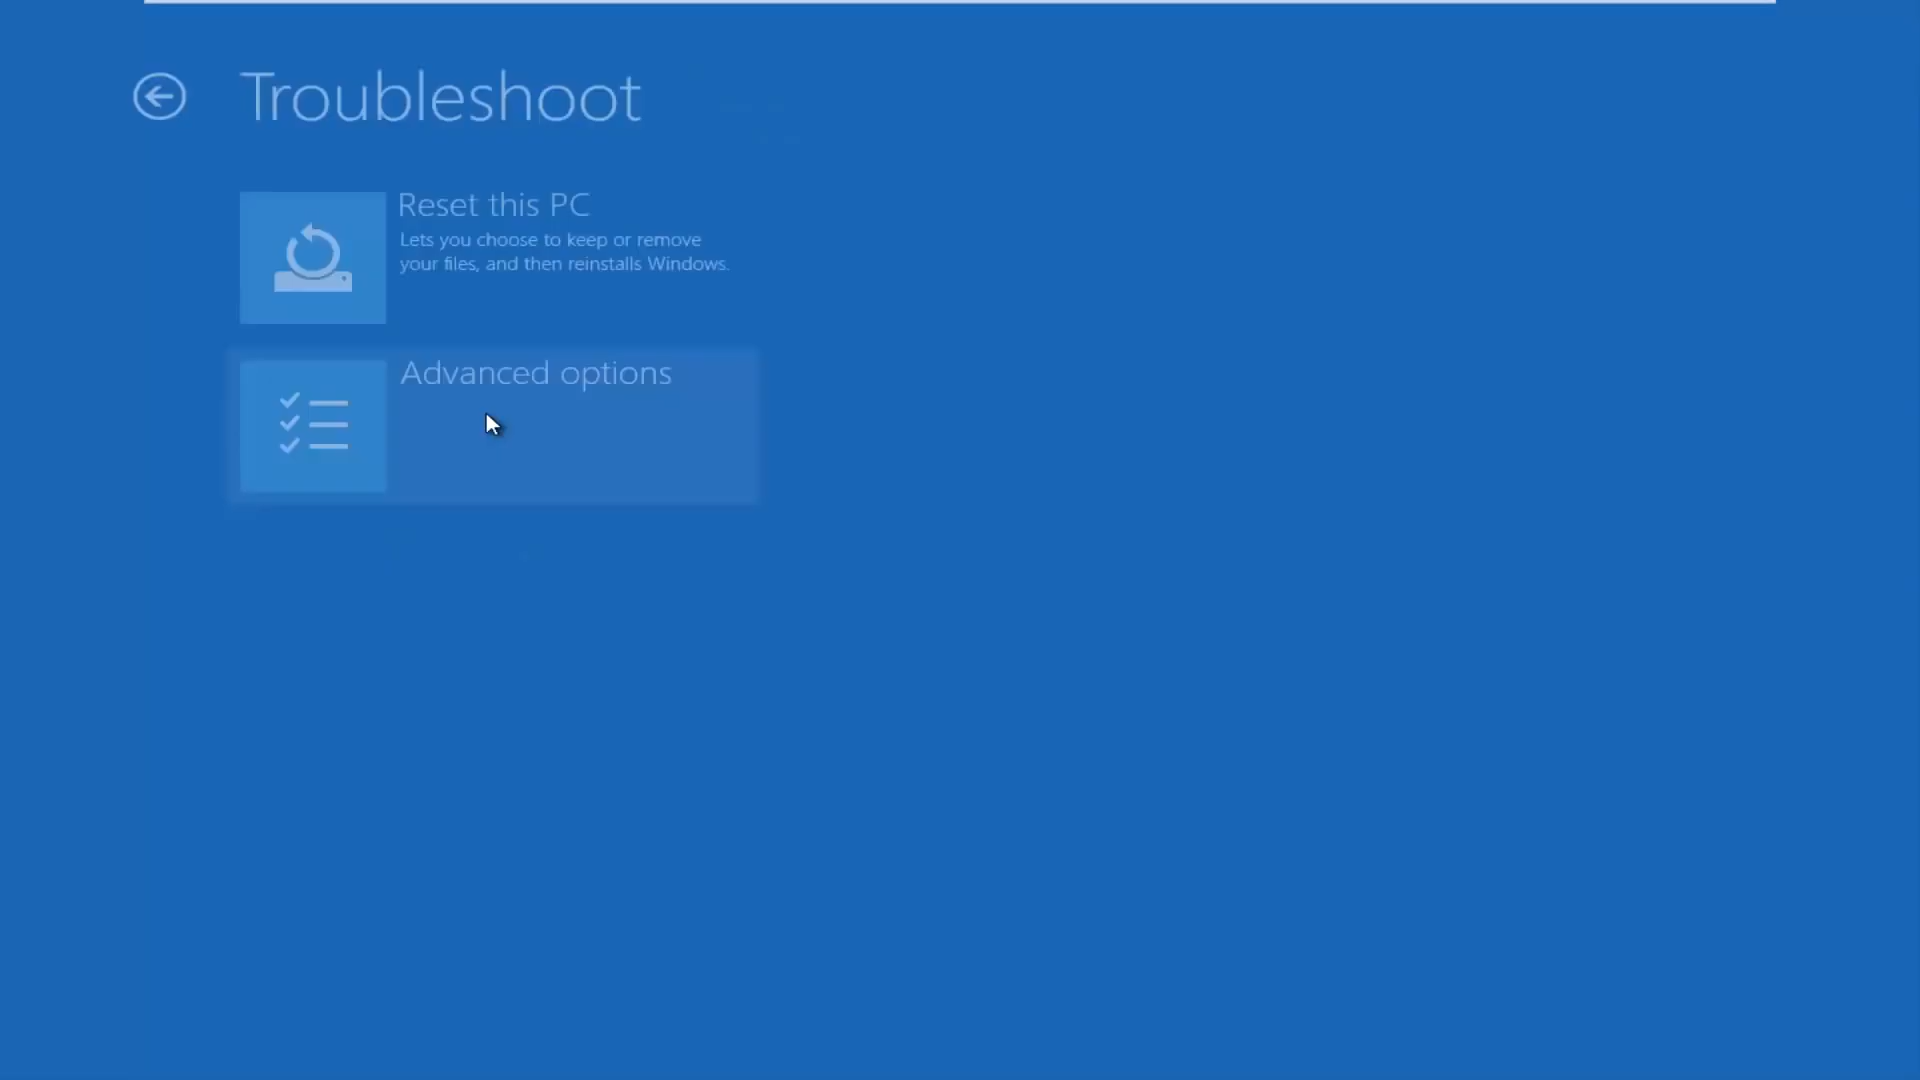 Troubleshoot
Reset this PC
Lets you choose to keep or remove
your files, and then reinstalls Windows.
Advanced options